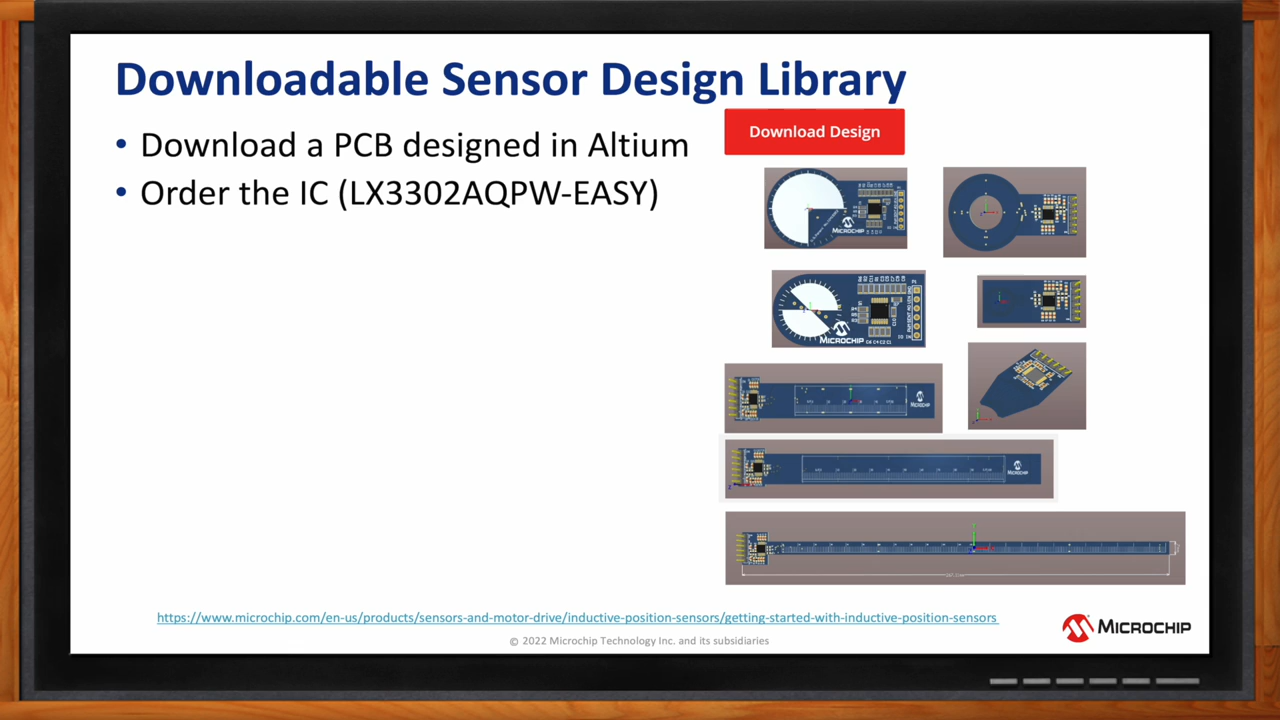 Downloadable Sensor Design Library
• Download a PCB designed in Altium
• Order the IC (LX3302AQPW-EASY)
Download Design
MICROCHIP
MICROCHIP
https://www.microchip.com/en-us/products/sensors-and-motor-drive/inductive-position-sensors/getting-started-with-inductive-position-sensors
MICROCHIP
© 2022 Microchip Technology Inc. and its subsidiaries